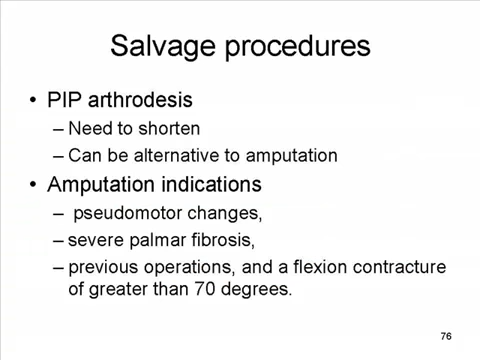 Salvage procedures
• PIP arthrodesis
– Need to shorten
– Can be alternative to amputation
• Amputation indications
– pseudomotor changes,
– severe palmar fibrosis,
– previous operations, and a flexion contracture
of greater than 70 degrees.
76